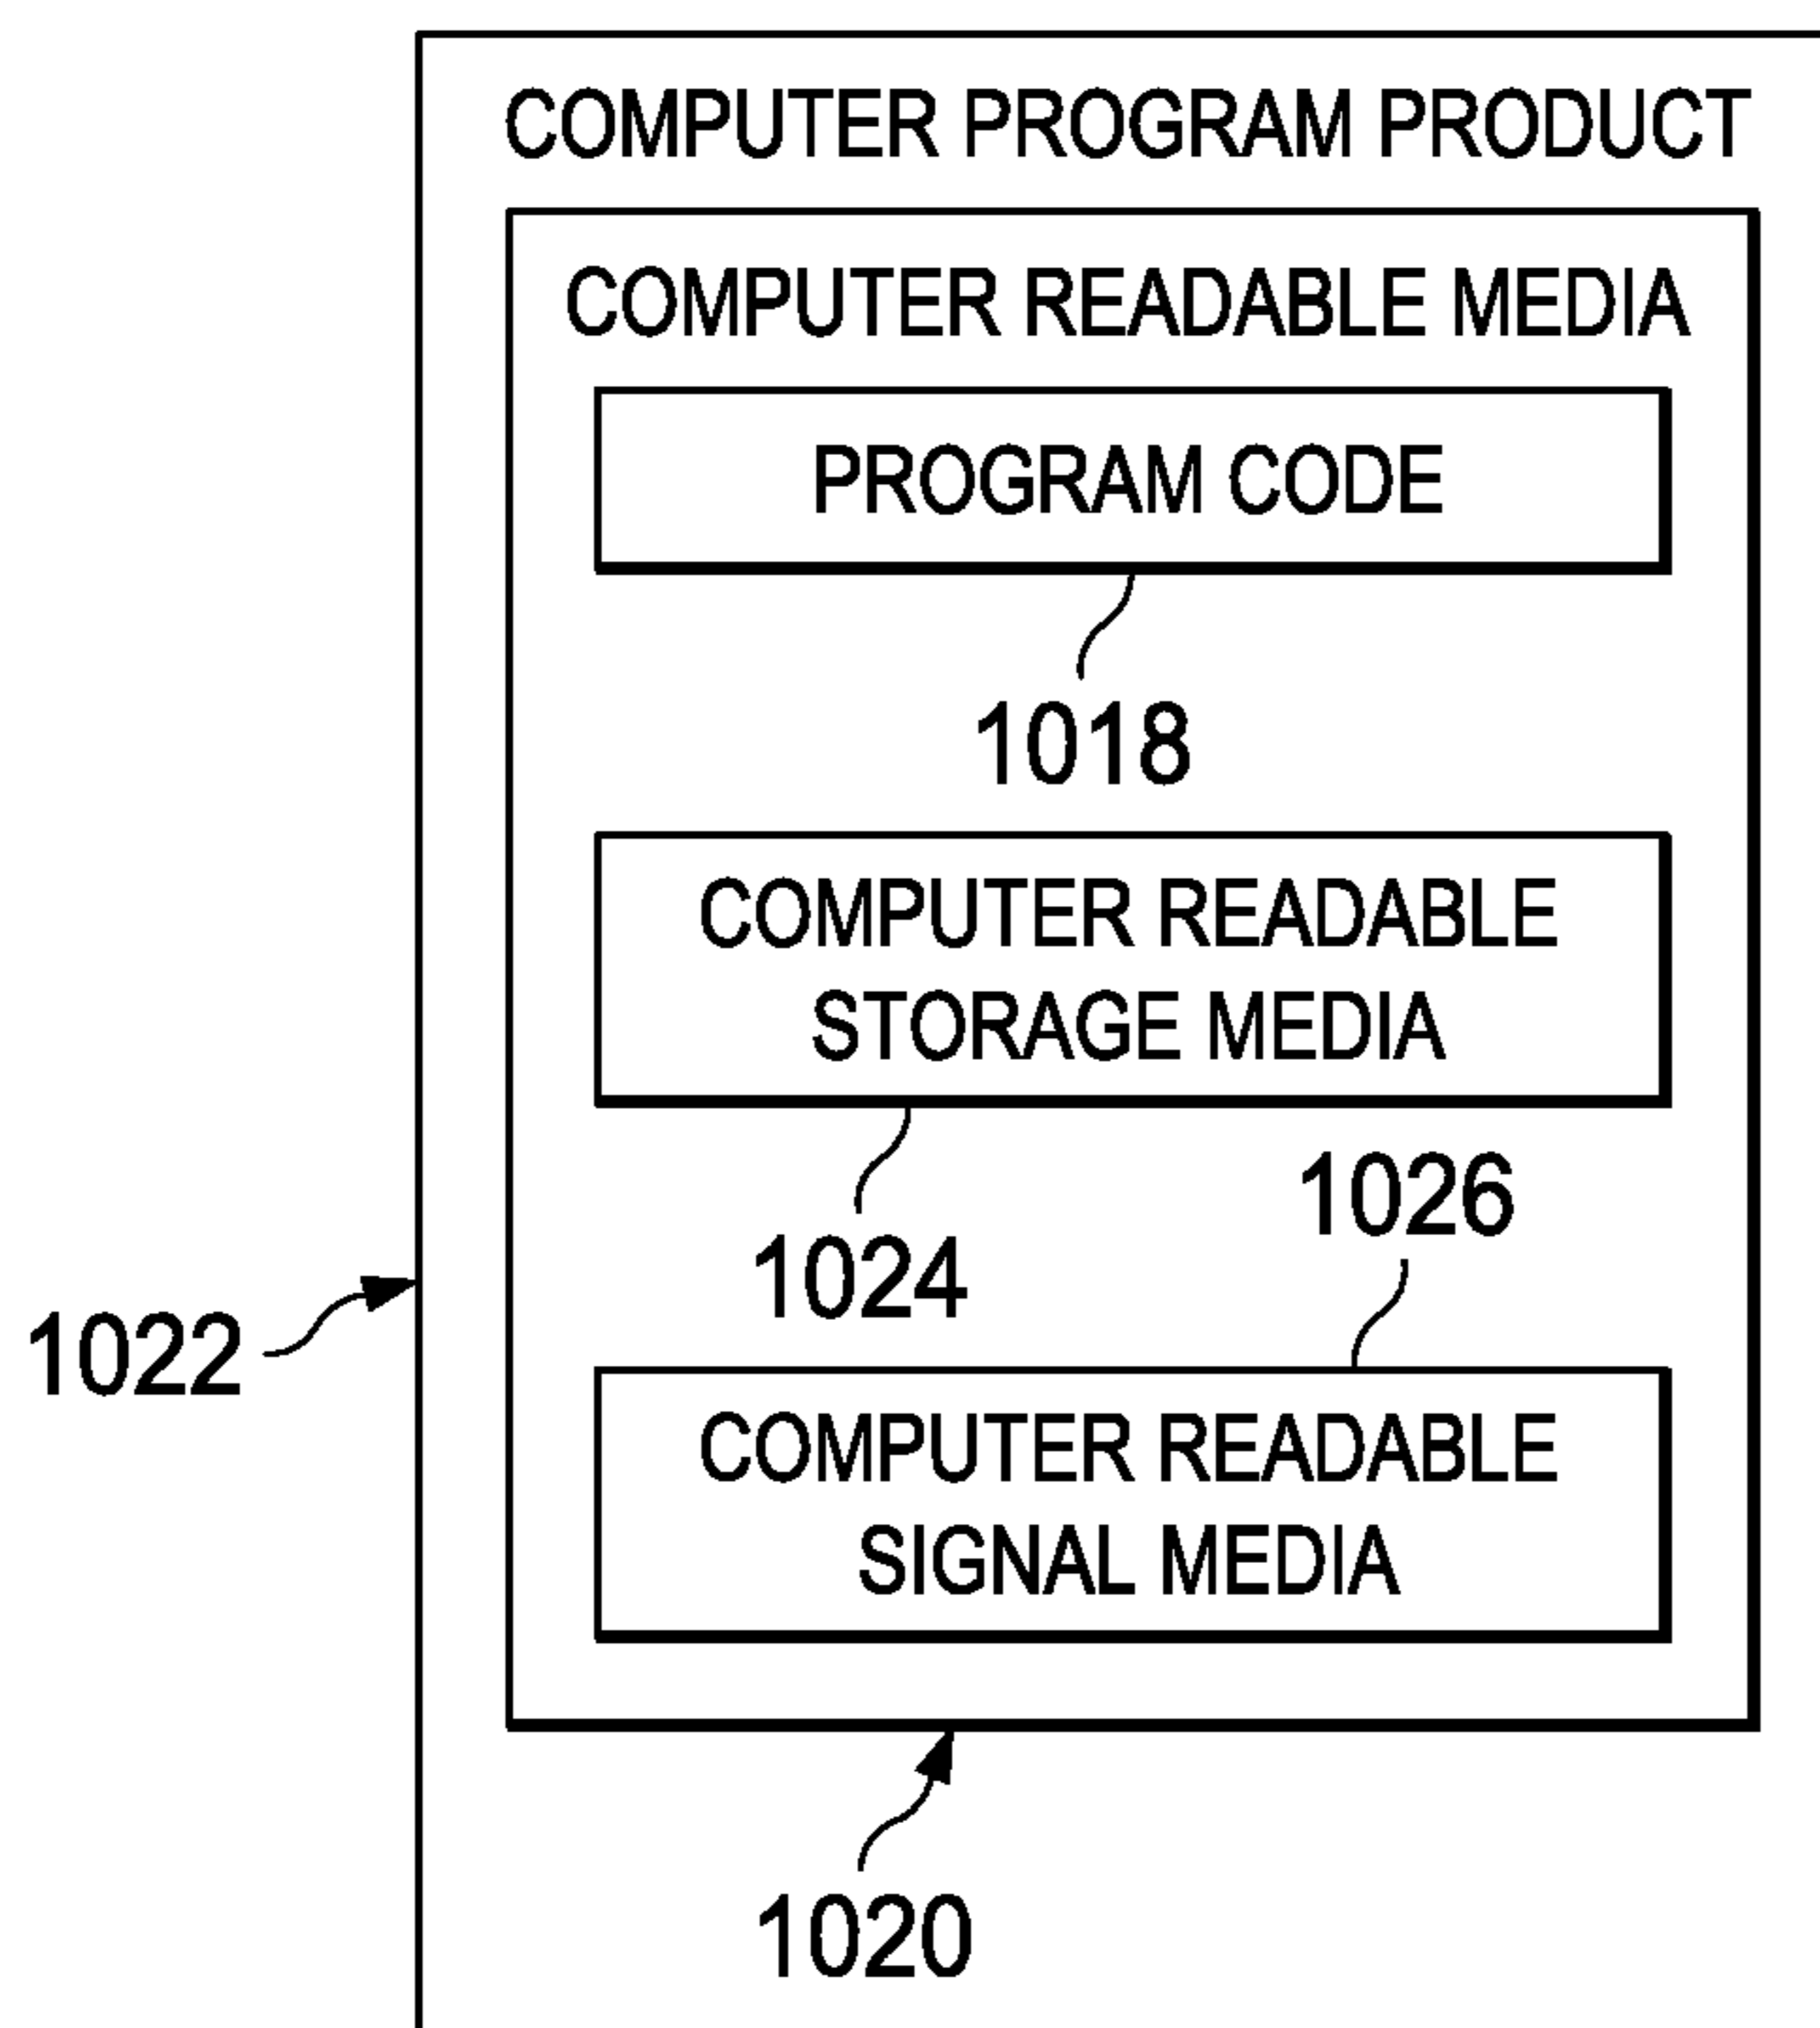 COMPUTER PROGRAM PRODUCT
COMPUTER READABLE MEDIA
PROGRAM CODE
1018
COMPUTER READABLE
STORAGE MEDIA
1026
1024
1022
COMPUTER READABLE
SIGNAL MEDIA
1020